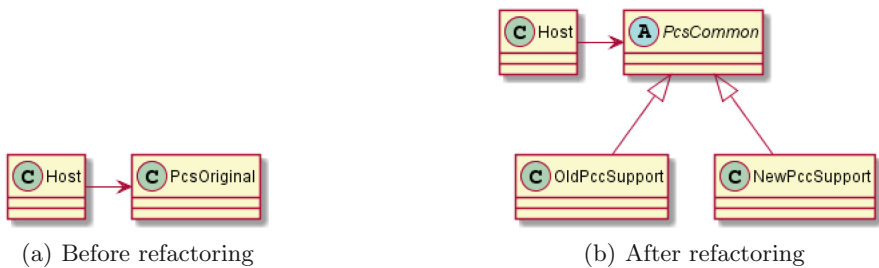 C Host
C PcsOriginal
(a) Before refactoring
C Host
A PcsCommon
C OldPccSupport
C NewPccSupport
(b) After refactoring